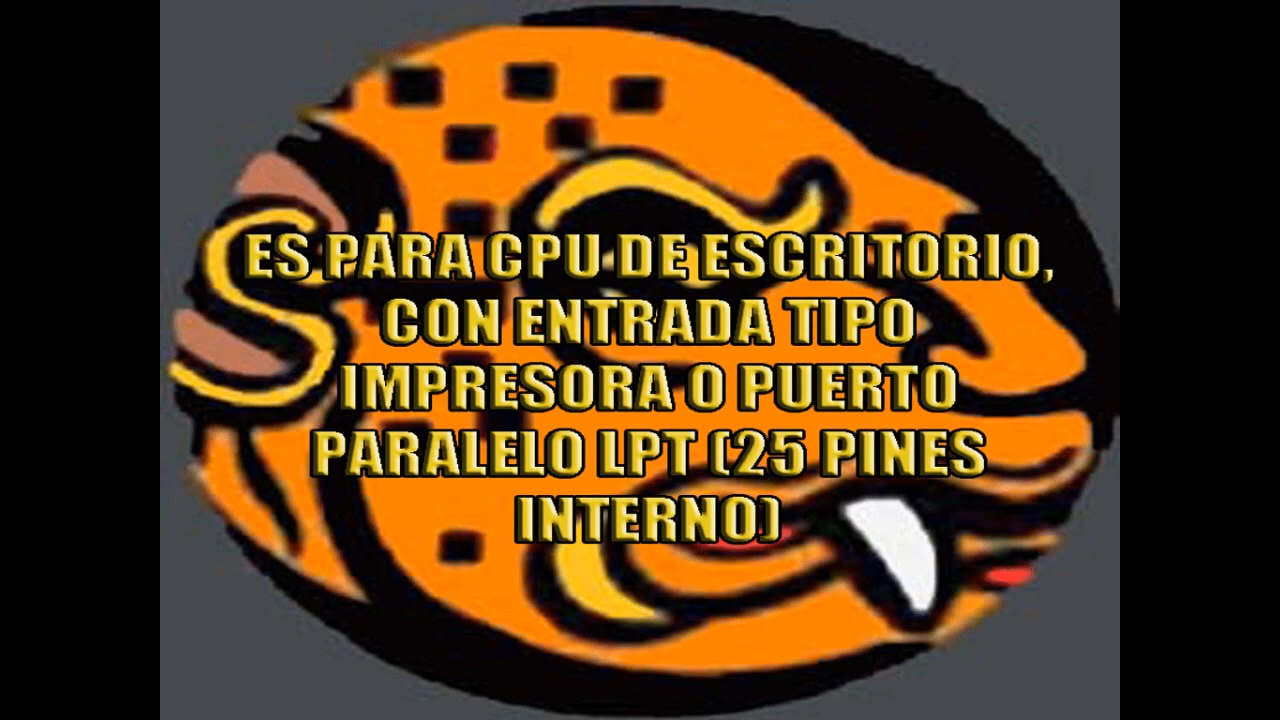 ES PARA CPU DE ESCRITORIO,
CON ENTRADA TIPO
IMPRESORA O PUERTO
PARALELO LPT (25 PINES
INTERNO)